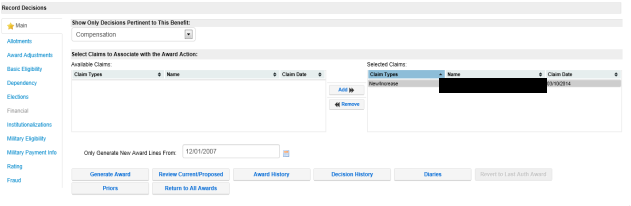 Record Decisions
Main
Allotments
Award Adjustments
Basic Eligibility
Dependency
Elections
Financial
Institutionalizations
Military Eligibility
Military Payment Info
Rating
Fraud
Show Only Decisions Pertinent to This Benefit:
Compensation
Select Claims to Associate with the Award Action:
Available Claims:
Claim Types Name Claim Date
Add
Remove
Selected Claims:
Claim Types Name Claim Date
New/Increase 03/10/2014
Only Generate New Award Lines From: 12/01/2007
Generate Award Review Current/Proposed Award History Decision History Diaries Revert to Last Auth Award
Priors Return to All Awards